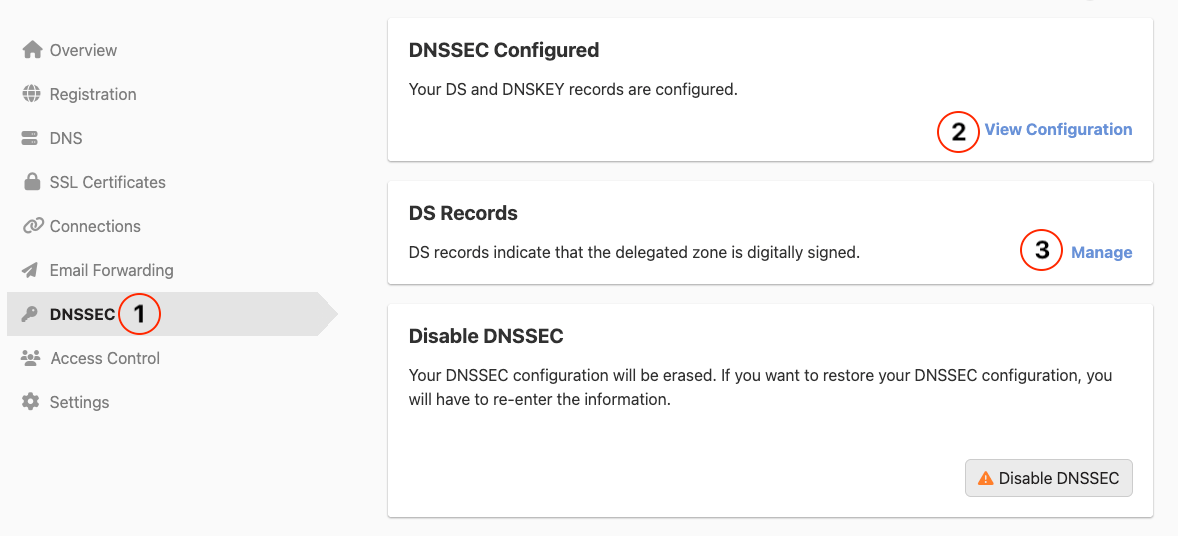 Overview
Registration
DNS
SSL Certificates
Connections
Email Forwarding
DNSSEC 1
Access Control
Settings
DNSSEC Configured
Your DS and DNSKEY records are configured.
2 View Configuration
DS Records
DS records indicate that the delegated zone is digitally signed.
3 Manage
Disable DNSSEC
Your DNSSEC configuration will be erased. If you want to restore your DNSSEC configuration, you
will have to re-enter the information.
Disable DNSSEC